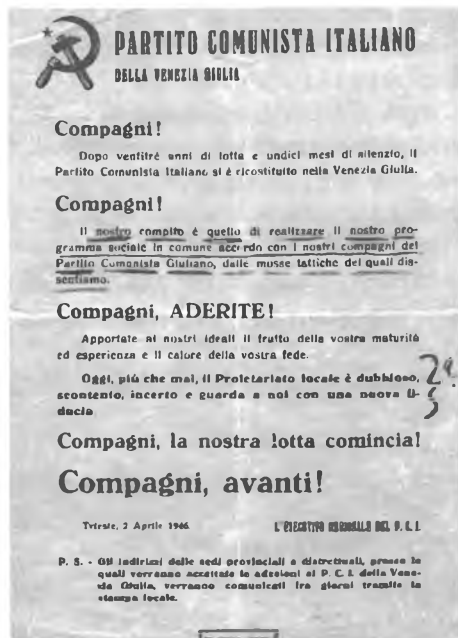 PARTITO COMUNISTA ITALIANO
DELLA VENEZIA GIULIA
Compagni!
Dopo ventitrè anni di lotta e undici mesi di silenzio, il
Partito Comunista Italiano si è ricostituito nella Venezia Giulia.
Compagni!
Il nostro compito è quello di realizzare il nostro pro-
gramma sociale in comune accordo con i nostri compagni del
Partito Comunista Giuliano, dalle mosse tattiche dei quali dis-
sentiamo.
Compagni, ADERITE!
Apportate ai nostri ideali il frutto della vostra maturità
ed esperienza e il calore della vostra fede.
Oggi, più che mai, il Proletariato locale è dubbioso,
scontento, incerto e guarda a noi con una nuova fi-
ducia
Compagni, la nostra lotta comincia!
Compagni, avanti!
Trieste, 2 Aprile 1946.
L'ESECUTIVO REGIONALE DEL P. C. I.
P. S. - Gli indirizzi delle sedi provinciali e distrettuali, presso le
quali verranno accettate le adesioni al P. C. I. della Vene-
zia Giulia, verranno comunicati fra giorni tramite la
stampa locale.